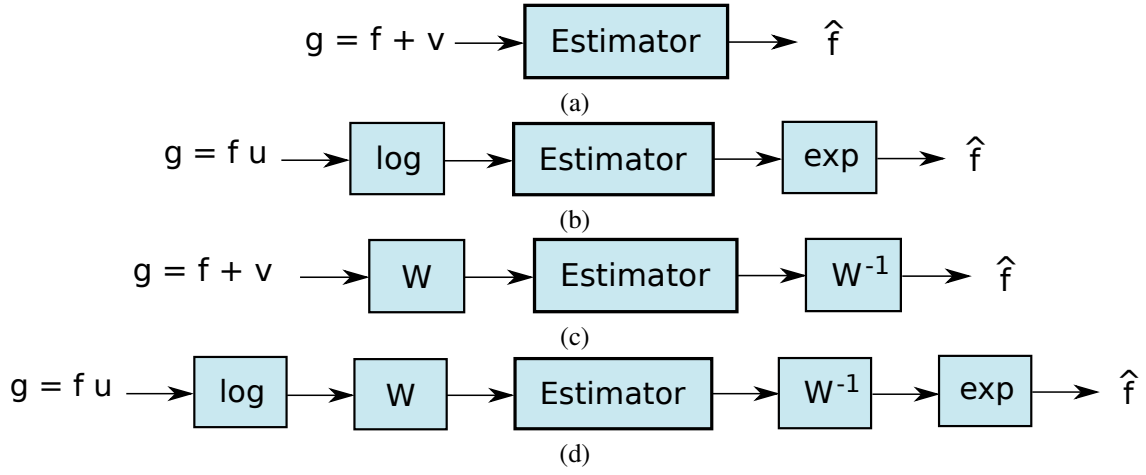 g = f + v Estimator f̂
(a)
g = f u log Estimator exp f̂
(b)
g = f + v W Estimator W⁻¹ f̂
(c)
g = f u log W Estimator W⁻¹ exp f̂
(d)